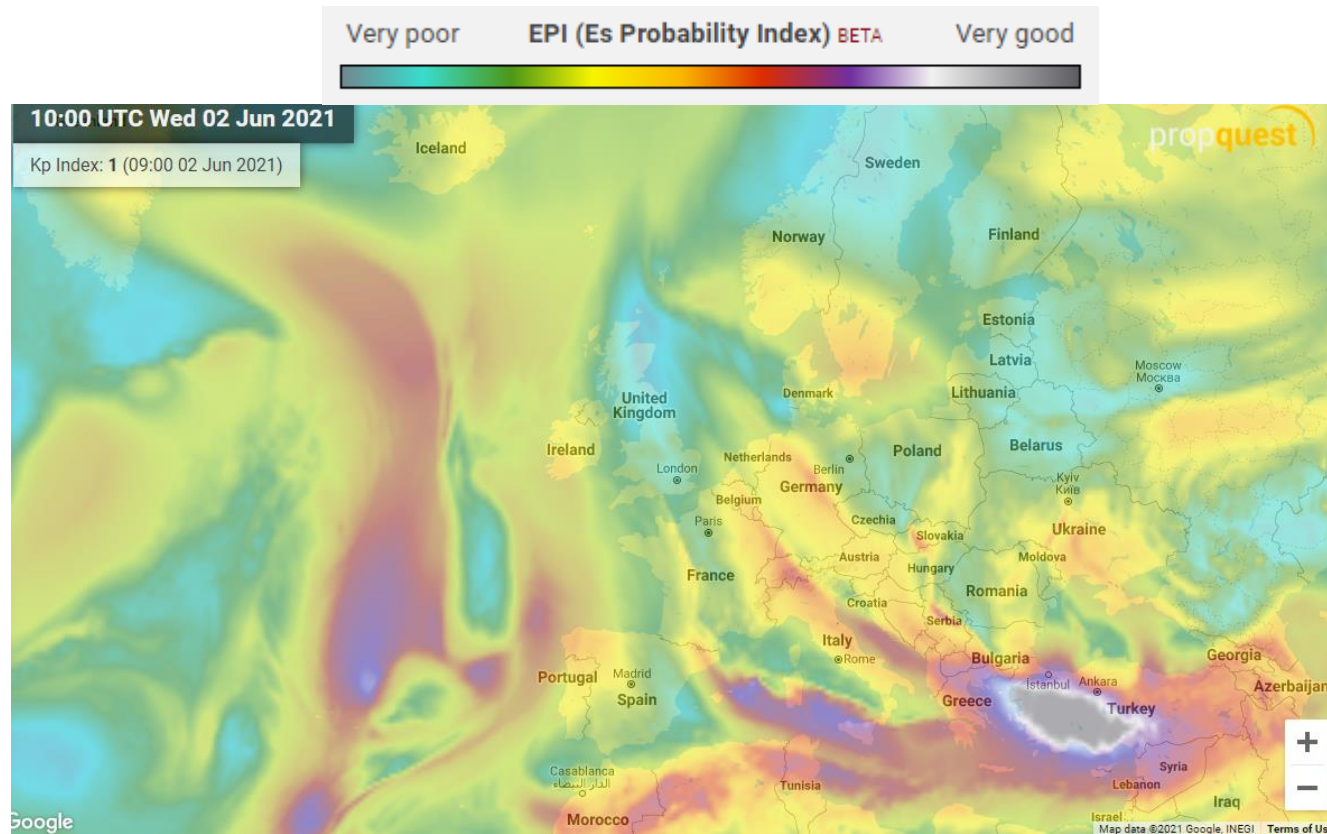 Very poor EPI (Es Probability Index) BETA Very good
10:00 UTC Wed 02 Jun 2021
propquest
Kp Index: 1 (09:00 02 Jun 2021)
Iceland
Sweden
Norway
Finland
Estonia
Latvia
Moscow
Москва
Denmark
Lithuania
United
Kingdom
Ireland
Belarus
Poland
Netherlands
Berlin
London
Germany
Kyiv
Київ
Belgium
Paris
Czechia
Ukraine
Slovakia
Austria
Moldova
Hungary
France
Romania
Croatia
Serbia
Italy
Rome
Bulgaria
Georgia
Portugal
Madrid
Spain
İstanbul
Ankara
Azerbaijan
Greece
Turkey
Syria
Casablanca
الدار البيضاء
Tunisia
Lebanon
Iraq
Morocco
Israel
+
−
Google
Map data ©2021 Google, INEGI Terms of Us